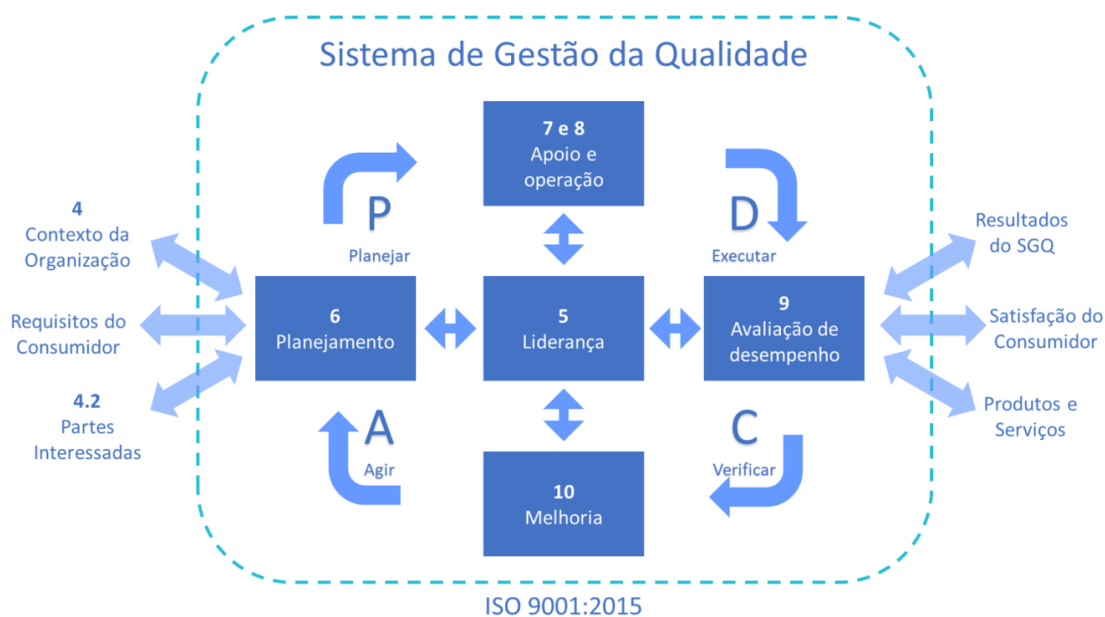 Sistema de Gestão da Qualidade
7 e 8
Apoio e
operação
P
Planejar
D
Executar
4
Contexto da
Organização
Requisitos do
Consumidor
4.2
Partes
Interessadas
6
Planejamento
5
Liderança
9
Avaliação de
desempenho
Resultados
do SGQ
Satisfação do
Consumidor
Produtos e
Serviços
A
Agir
C
Verificar
10
Melhoria
ISO 9001:2015